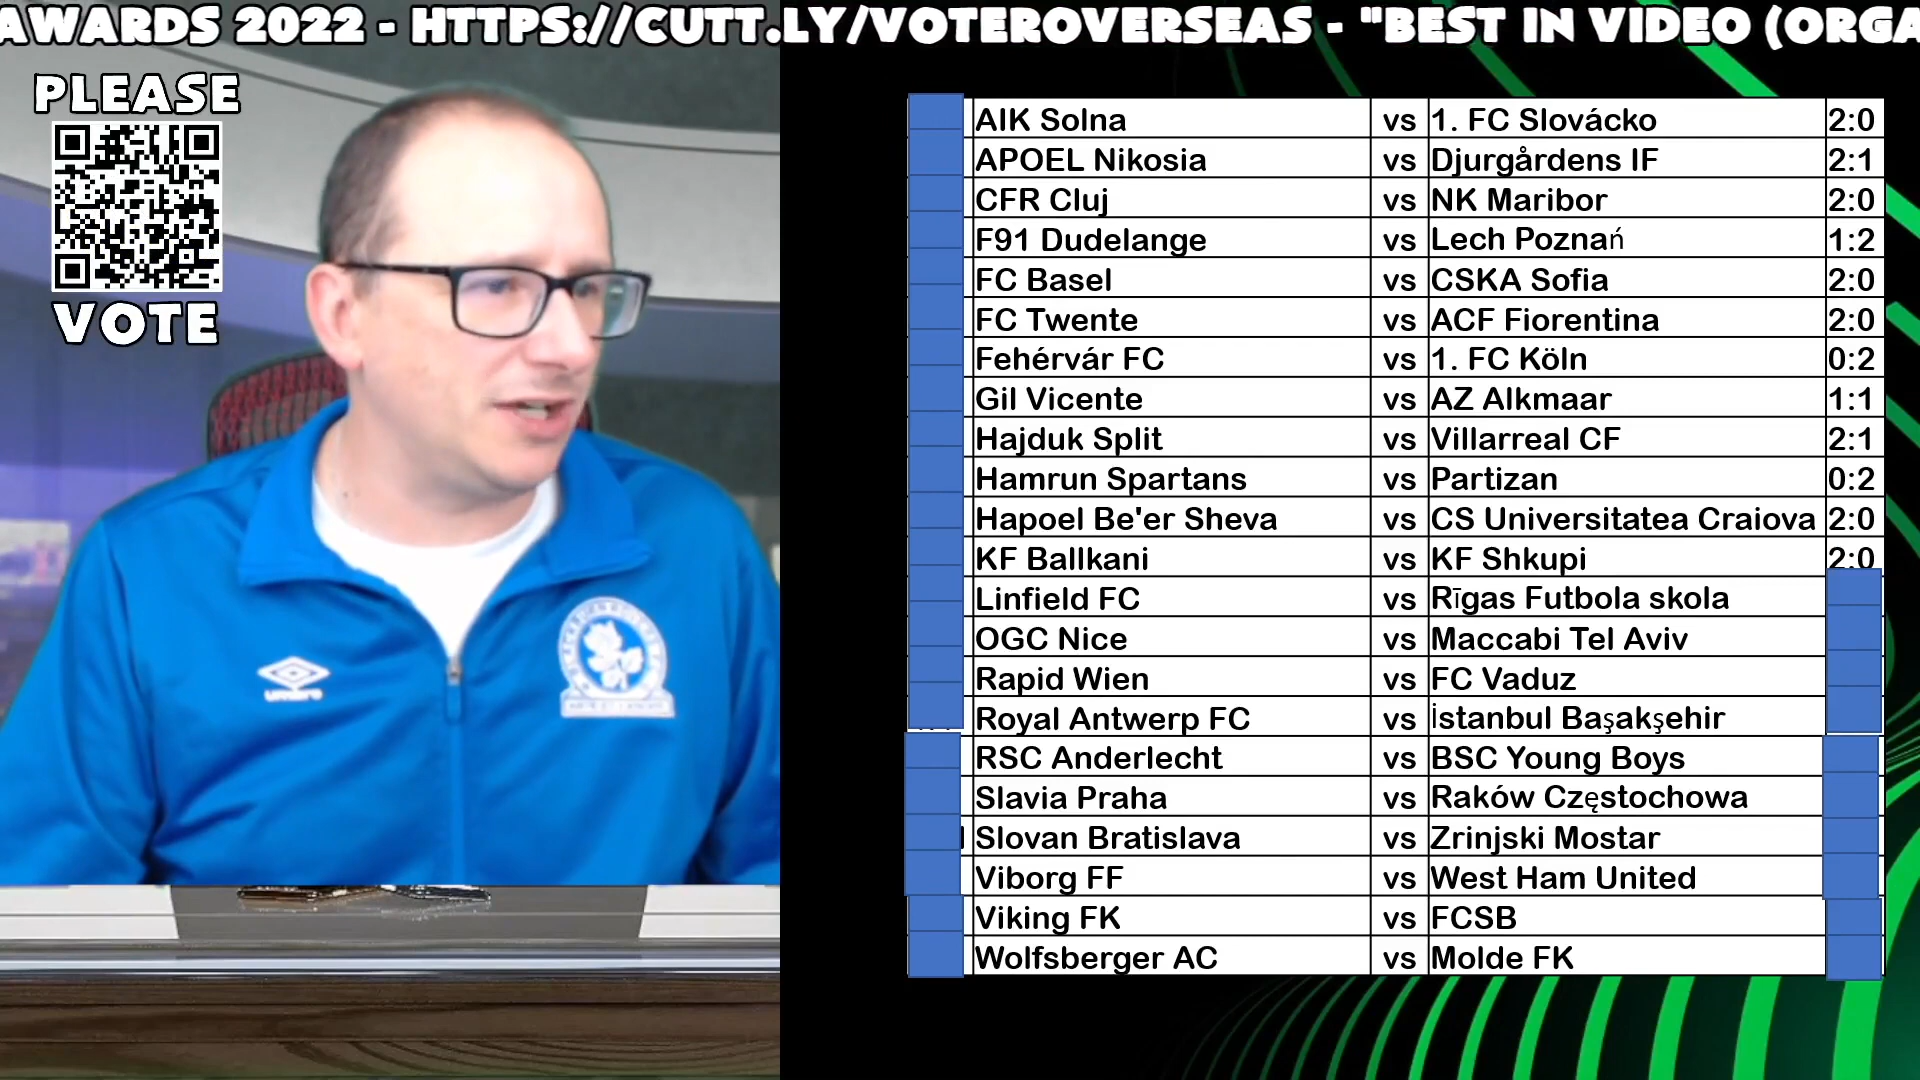 AWARDS 2022 - HTTPS://CUTT.LY/VOTEROVERSEAS - "BEST IN VIDEO (ORGA
PLEASE
VOTE
umbro
AIK Solna vs 1. FC Slovácko 2:0
APOEL Nikosia vs Djurgårdens IF 2:1
CFR Cluj vs NK Maribor 2:0
F91 Dudelange vs Lech Poznań 1:2
FC Basel vs CSKA Sofia 2:0
FC Twente vs ACF Fiorentina 2:0
Fehérvár FC vs 1. FC Köln 0:2
Gil Vicente vs AZ Alkmaar 1:1
Hajduk Split vs Villarreal CF 2:1
Hamrun Spartans vs Partizan 0:2
Hapoel Be'er Sheva vs CS Universitatea Craiova 2:0
KF Ballkani vs KF Shkupi 2:0
Linfield FC vs Rīgas Futbola skola
OGC Nice vs Maccabi Tel Aviv
Rapid Wien vs FC Vaduz
Royal Antwerp FC vs İstanbul Başakşehir
RSC Anderlecht vs BSC Young Boys
Slavia Praha vs Raków Częstochowa
Slovan Bratislava vs Zrinjski Mostar
Viborg FF vs West Ham United
Viking FK vs FCSB
Wolfsberger AC vs Molde FK